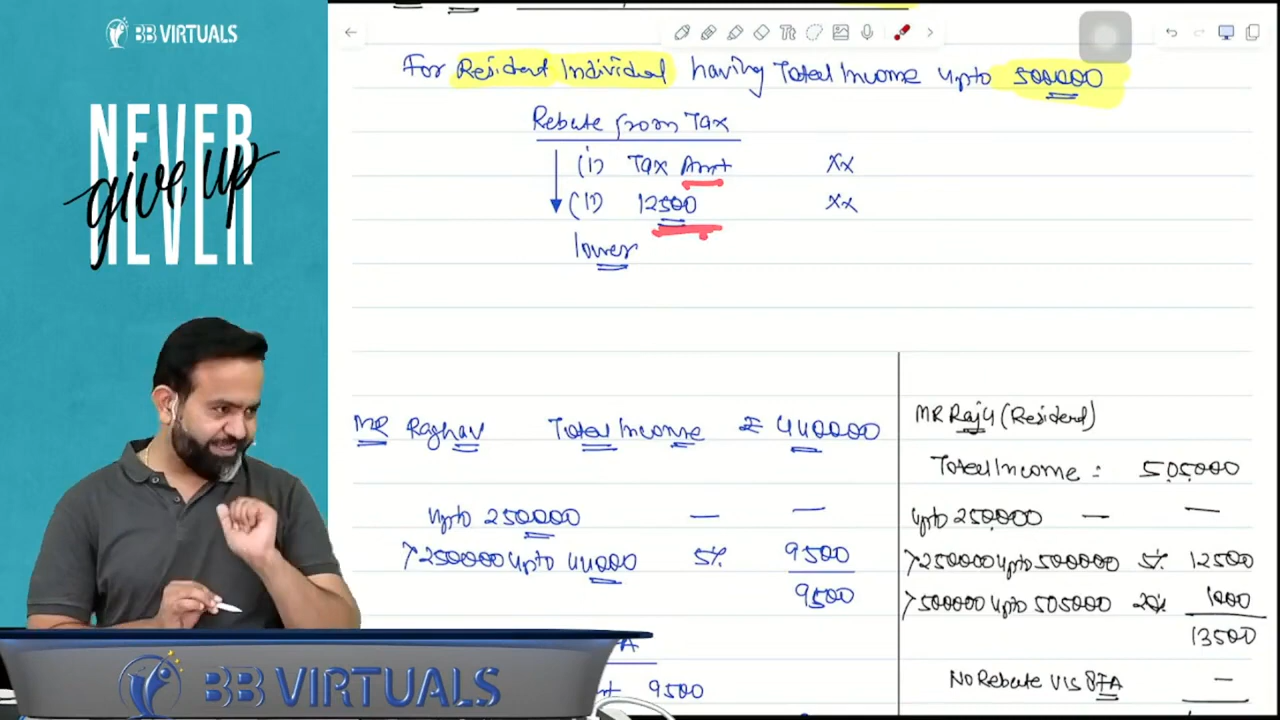 BB VIRTUALS
NEVER
give up
NEVER
For Resident Individual having Total Income upto 500000
Rebate from Tax
(i) Tax Amt xx
(ii) 12500 xx
lower
MR Raghav Total Income = 440000
upto 250000 — —
>250000 upto 44000 5% 9500
9500
9500
MR Raju (Resident)
Total Income = 505000
upto 250000 — —
>250000 upto 500000 5% 12500
>500000 upto 505000 20% 1000
13500
No Rebate V/s 87A —
BB VIRTUALS